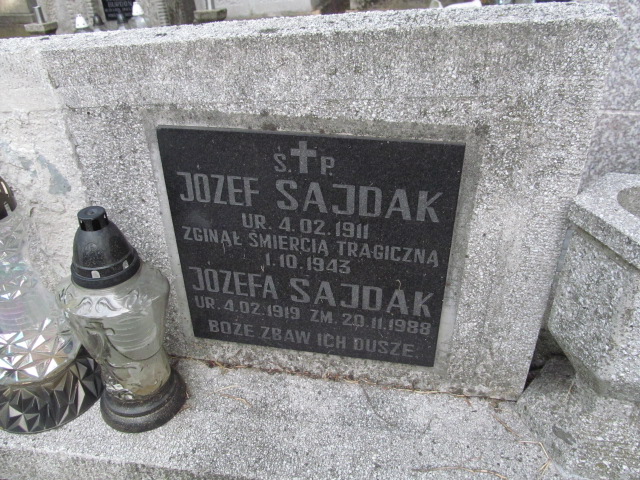 S.✝P.
JOZEF SAJDAK
UR. 4.02.1911
ZGINĄŁ ŚMIERCIĄ TRAGICZNĄ
1.10.1943
JOZEFA SAJDAK
UR. 4.02.1919 ZM. 20.11.1988
BOŻE ZBAW ICH DUSZE.